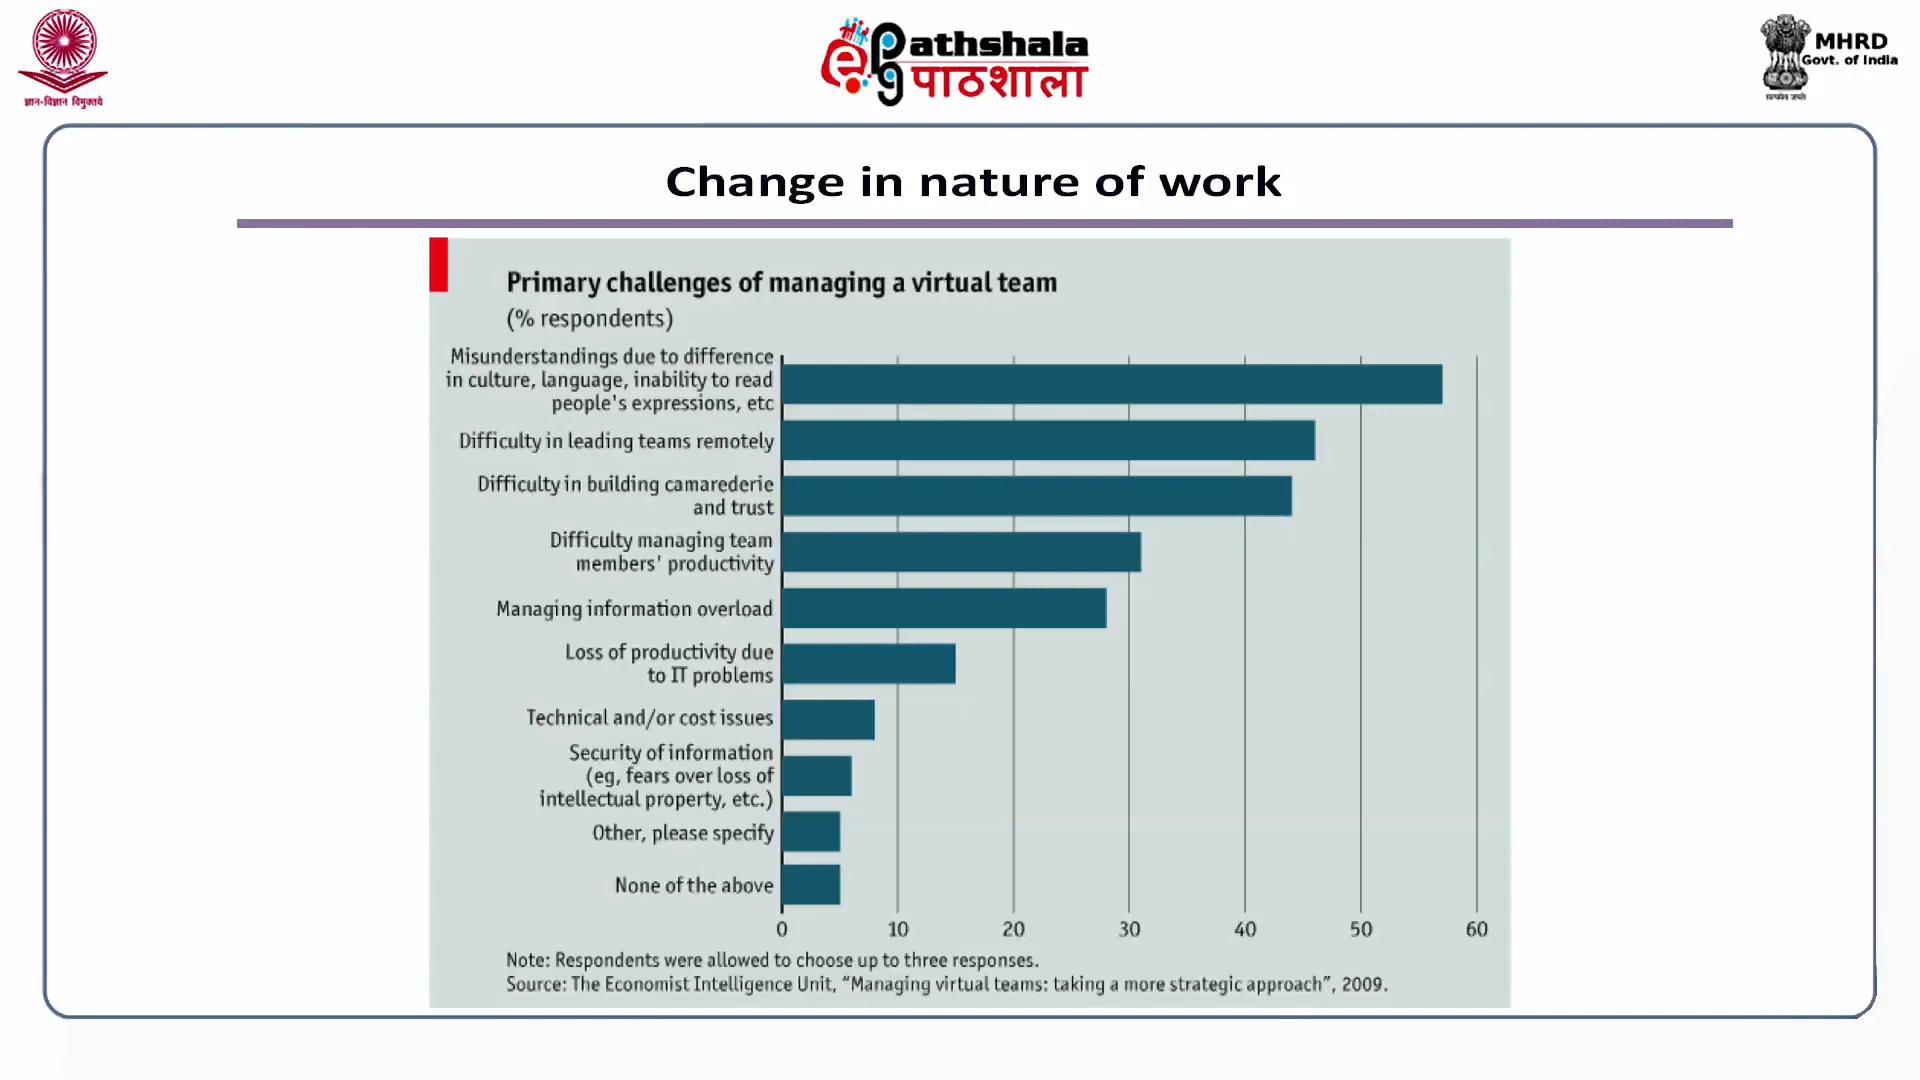 ज्ञान-विज्ञान विमुक्तये
e pg athshala
पाठशाला
MHRD
Govt. of India
सत्यमेव जयते
Change in nature of work
Primary challenges of managing a virtual team
(% respondents)
Misunderstandings due to difference
in culture, language, inability to read
people's expressions, etc
Difficulty in leading teams remotely
Difficulty in building camarederie
and trust
Difficulty managing team
members' productivity
Managing information overload
Loss of productivity due
to IT problems
Technical and/or cost issues
Security of information
(eg, fears over loss of
intellectual property, etc.)
Other, please specify
None of the above
0 10 20 30 40 50 60
Note: Respondents were allowed to choose up to three responses.
Source: The Economist Intelligence Unit, “Managing virtual teams: taking a more strategic approach”, 2009.